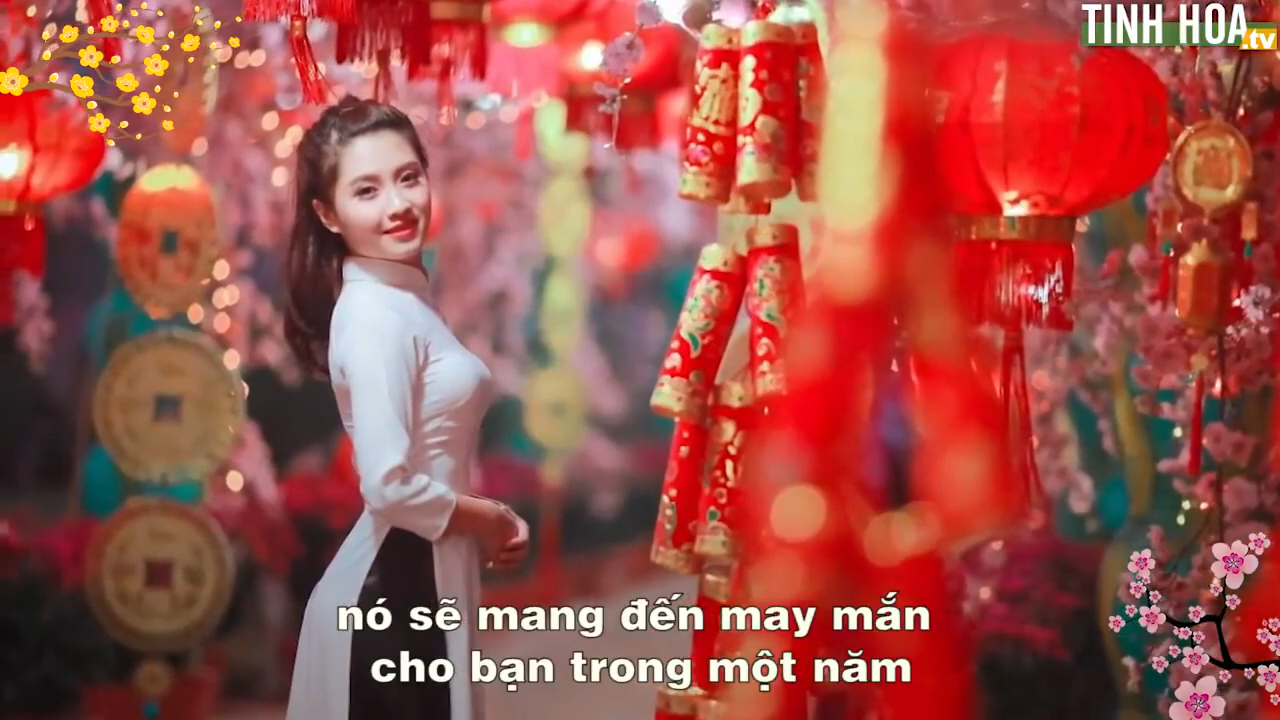 TINH HOA
.tv
nó sẽ mang đến may mắn
cho bạn trong một năm